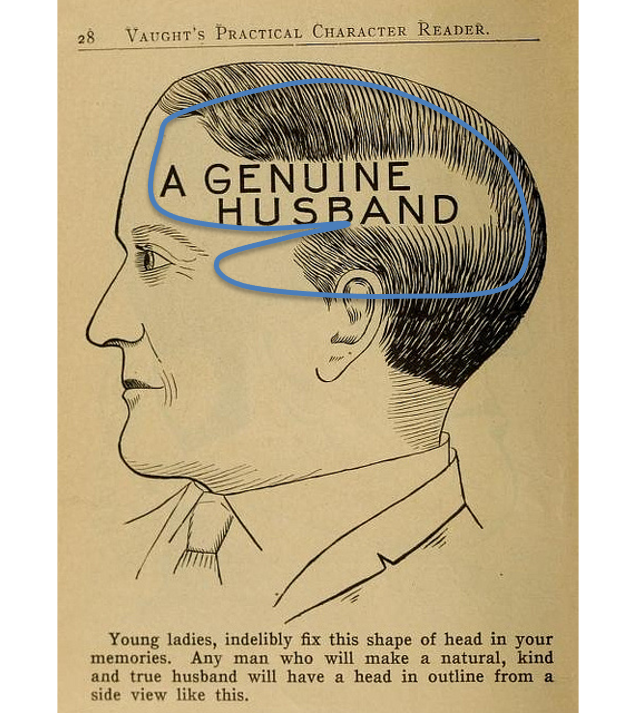 28 VAUGHT'S PRACTICAL CHARACTER READER.
A GENUINE
HUSBAND
Young ladies, indelibly fix this shape of head in your
memories. Any man who will make a natural, kind
and true husband will have a head in outline from a
side view like this.